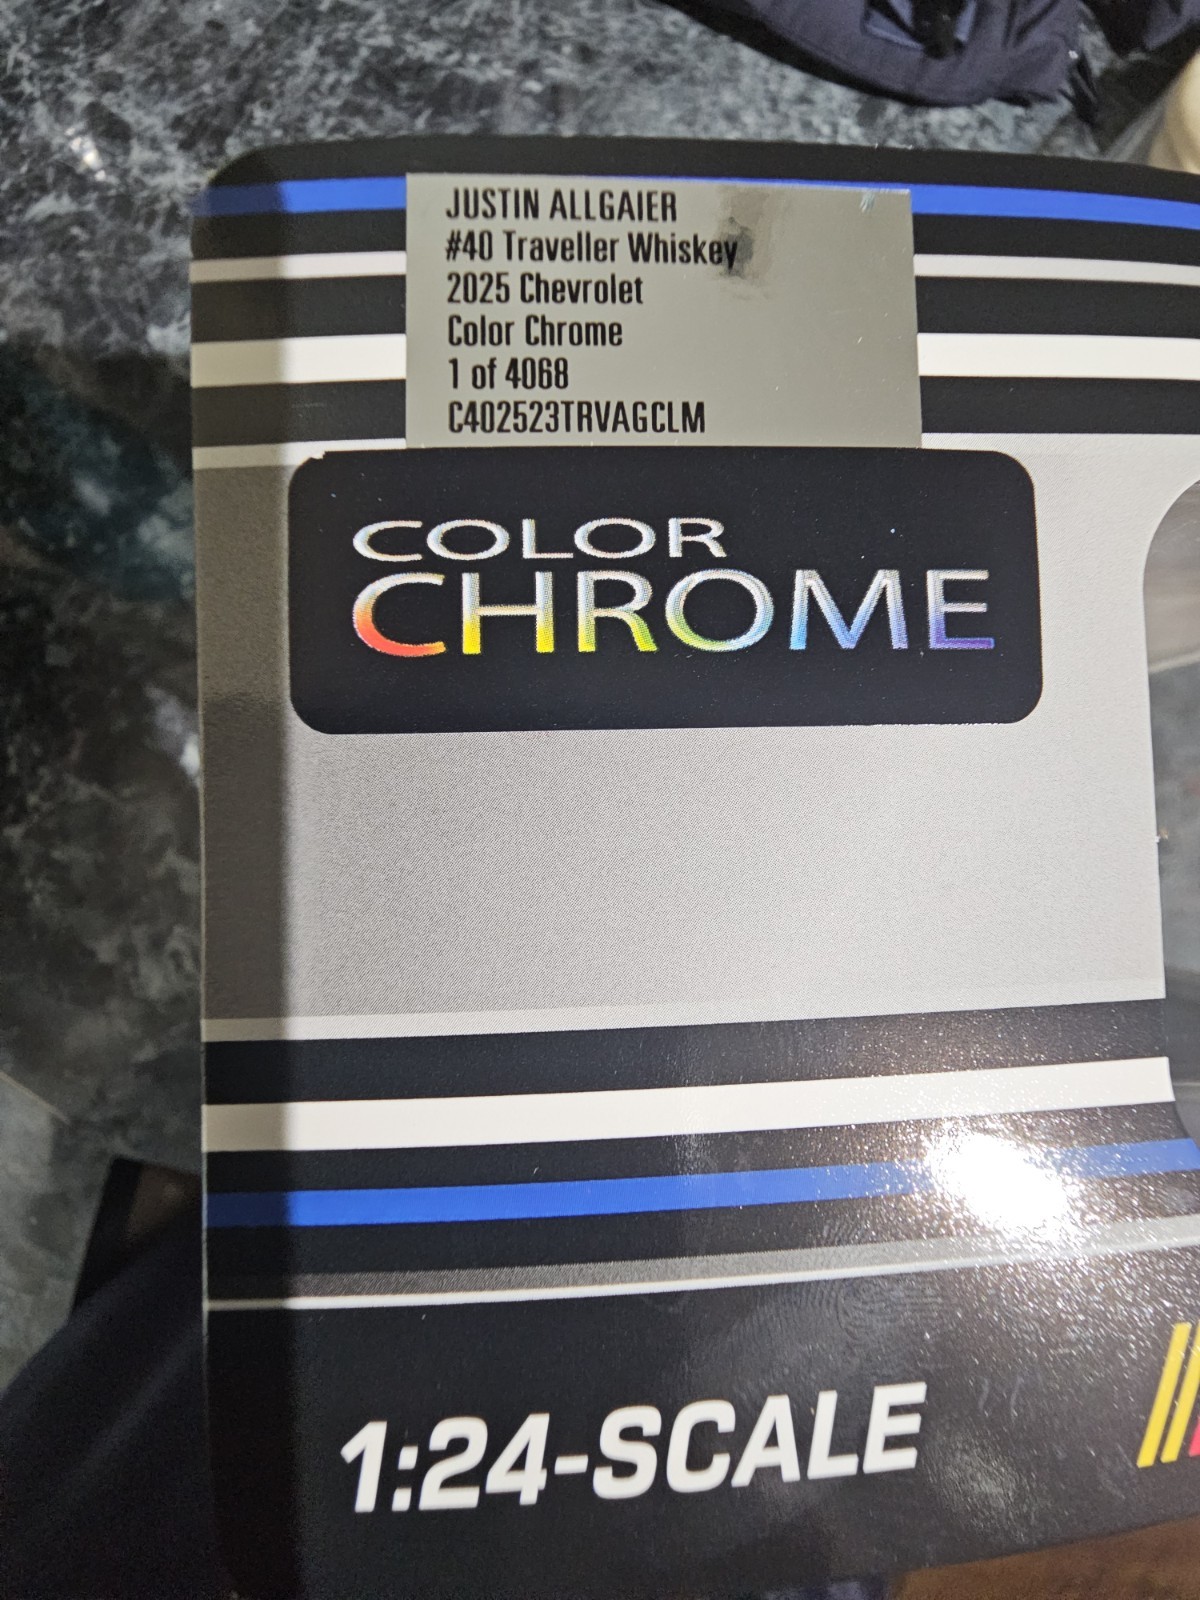 JUSTIN ALLGAIER
#40 Traveller Whiskey
2025 Chevrolet
Color Chrome
1 of 4068
C402523TRVAGCLM
COLOR
CHROME
1:24-SCALE